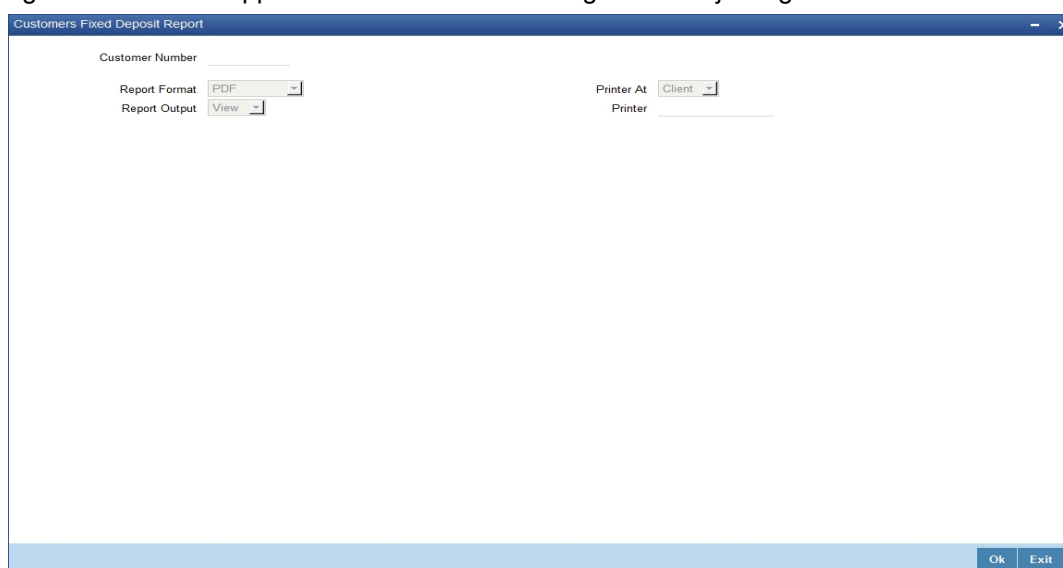 Customers Fixed Deposit Report
Customer Number
Report Format PDF Printer At Client
Report Output View Printer
Ok Exit